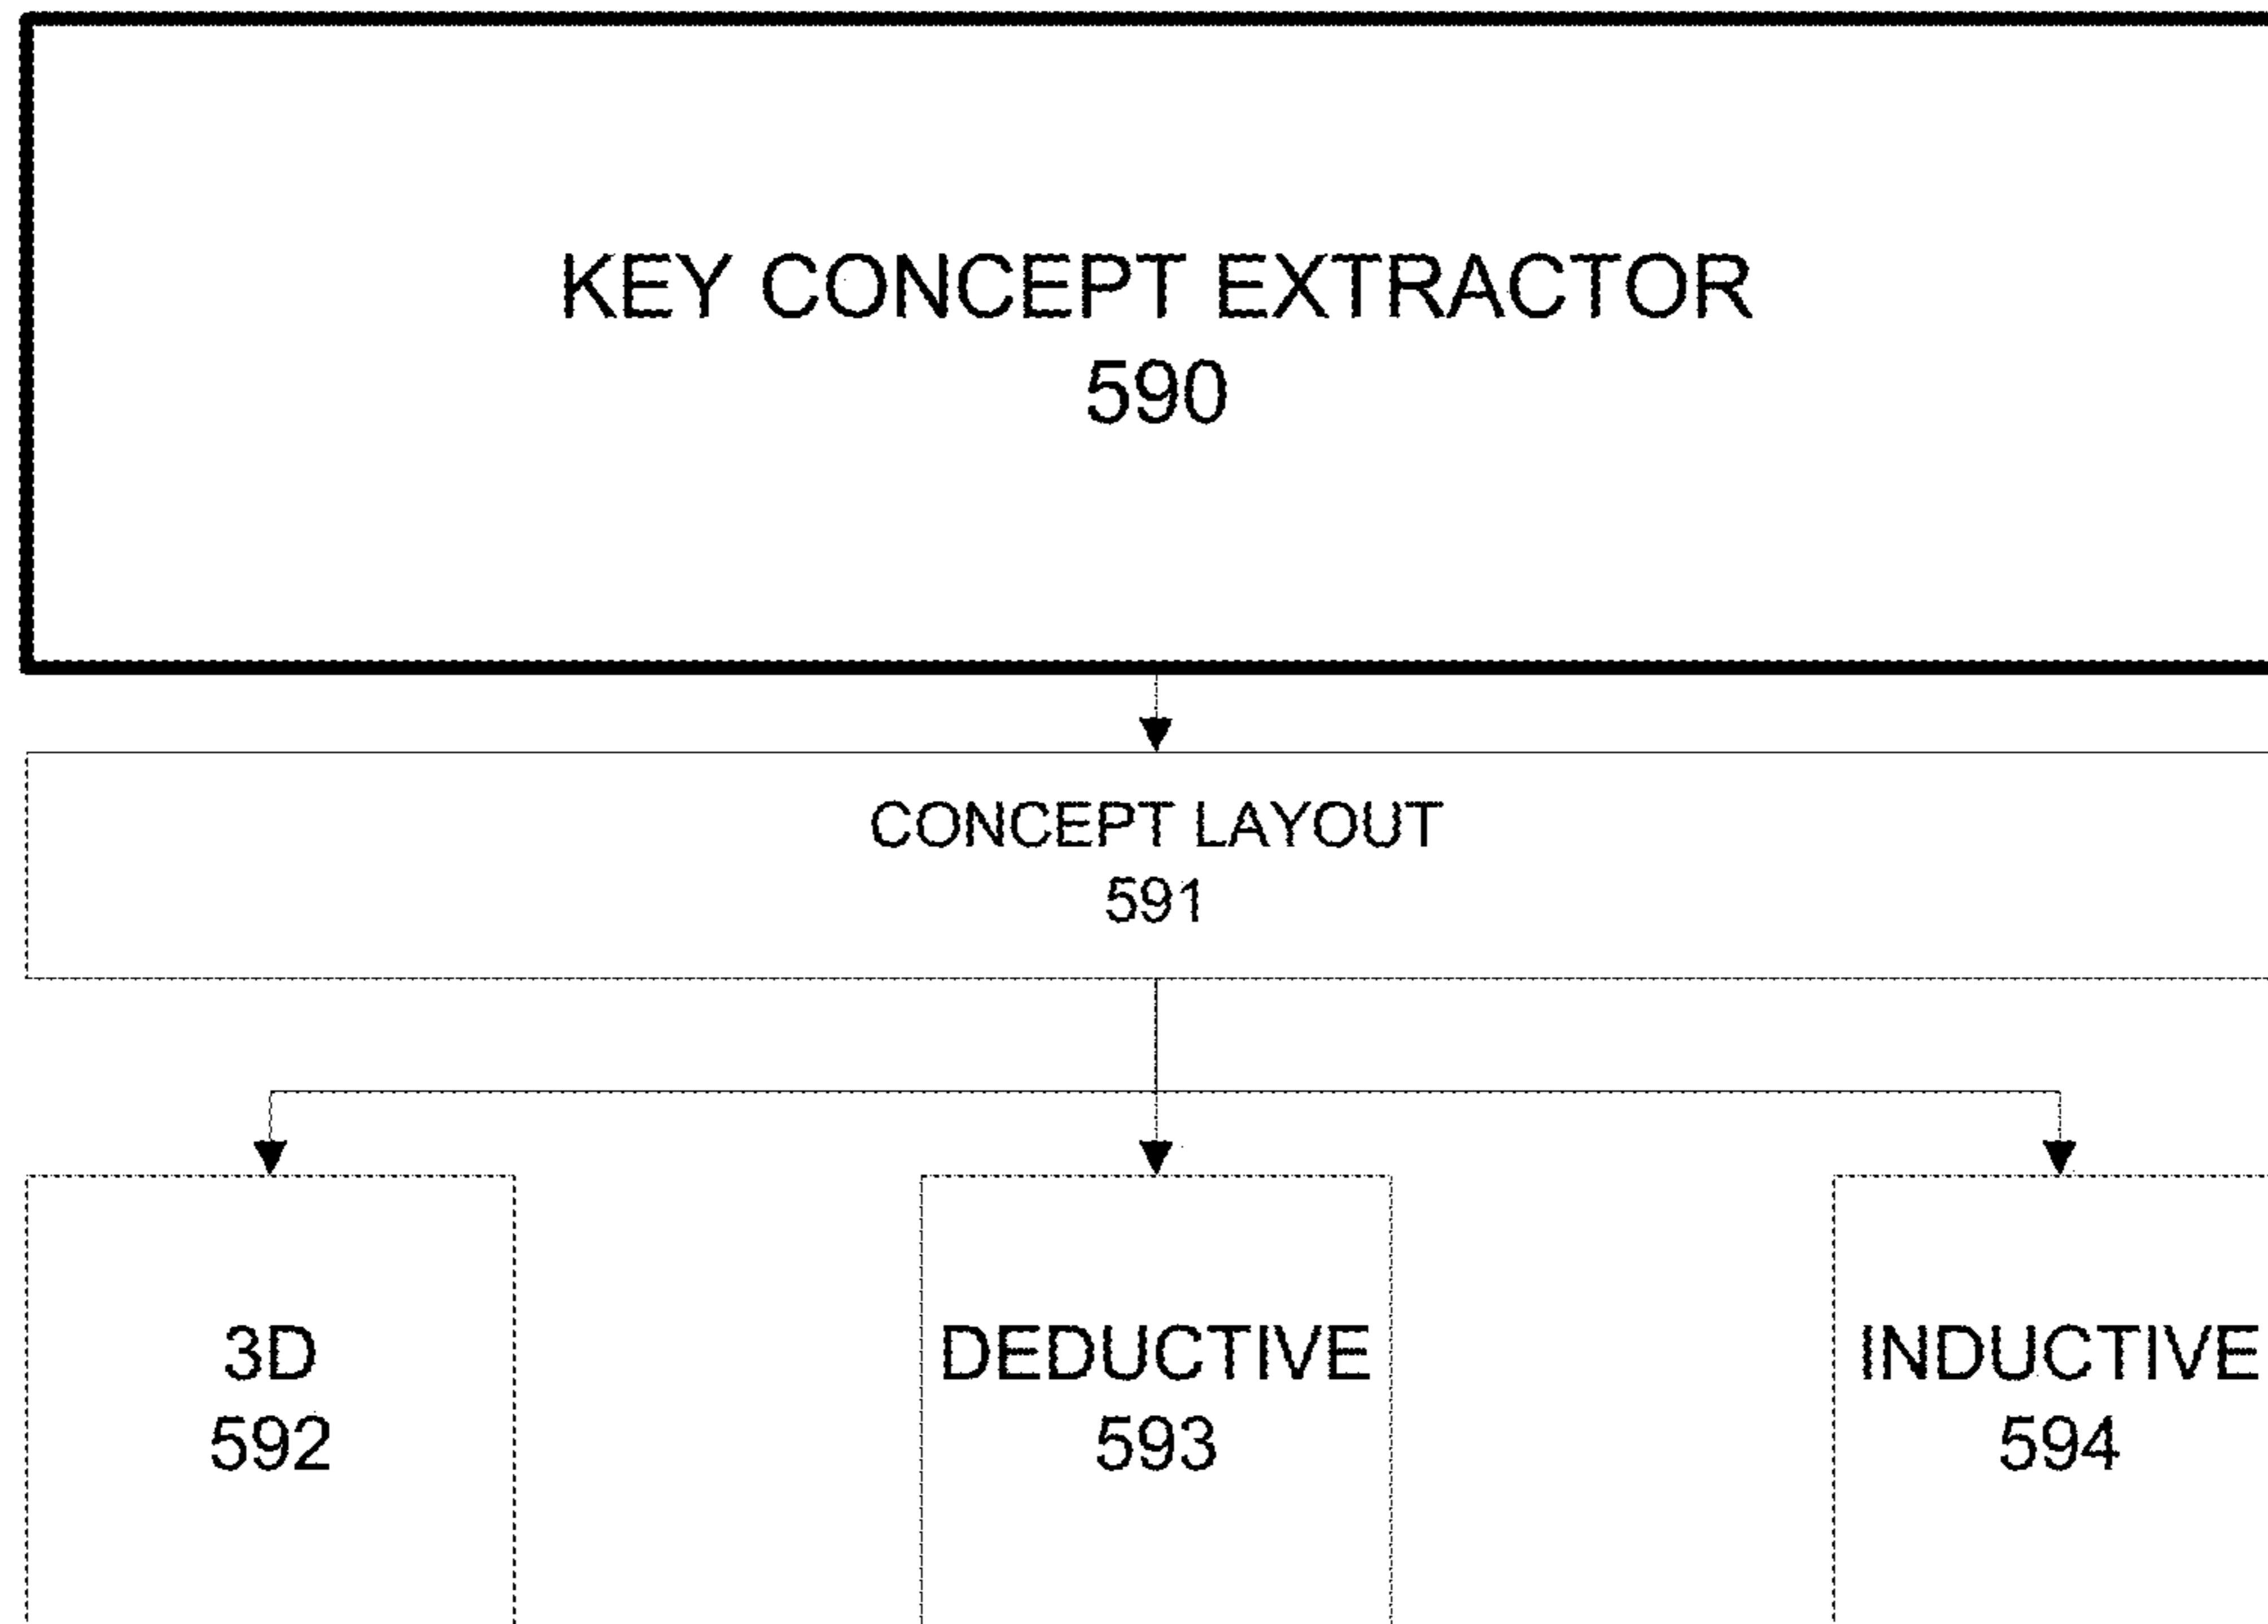 KEY CONCEPT EXTRACTOR
590
CONCEPT LAYOUT
591
3D
592
DEDUCTIVE
593
INDUCTIVE
594